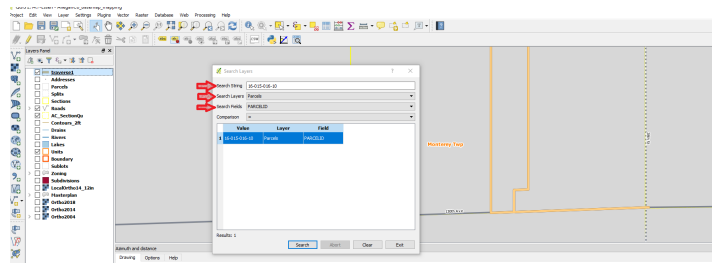 Project Edit View Layer Settings Plugins Vector Raster Database Web Processing Help
Layers Panel
traverse1
Addresses
Parcels
Splits
Sections
Roads
AC_SectionQu
Contours_2ft
Drains
Rivers
Lakes
Units
Boundary
Sublots
Zoning
Subdivisions
LocalOrtho14_12in
Masterplan
Ortho2018
Ortho2014
Ortho2004
Search Layers
Search String 16-015-016-10
Search Layers Parcels
Search Fields PARCELID
Comparison =
Value Layer Field
1 16-015-016-10 Parcels PARCELID
Results: 1
Search Abort Clear Exit
Monterey Twp
Azimuth and distance
Drawing Options Help